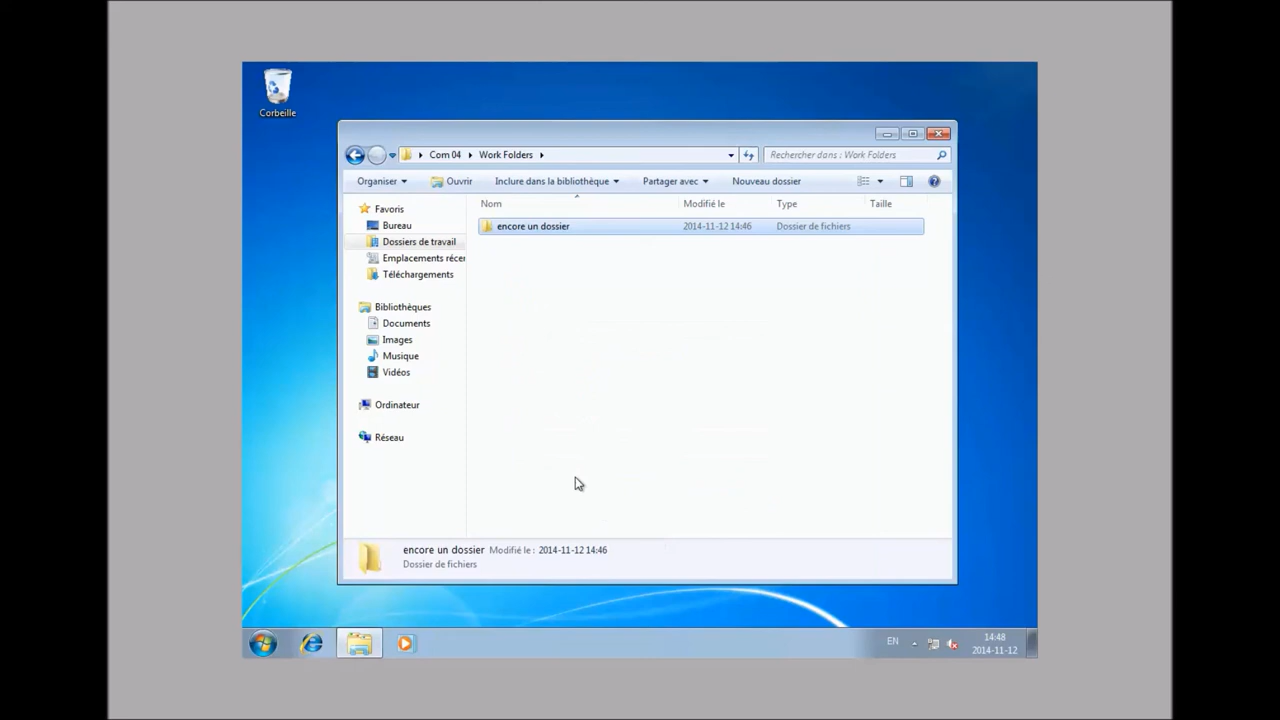 Corbeille
Com 04 Work Folders
Rechercher dans : Work Folders
Organiser Ouvrir Inclure dans la bibliothèque Partager avec Nouveau dossier
Nom Modifié le Type Taille
encore un dossier 2014-11-12 14:46 Dossier de fichiers
Favoris
Bureau
Dossiers de travail
Emplacements récer
Téléchargements
Bibliothèques
Documents
Images
Musique
Vidéos
Ordinateur
Réseau
encore un dossier Modifié le : 2014-11-12 14:46
Dossier de fichiers
EN
14:48
2014-11-12